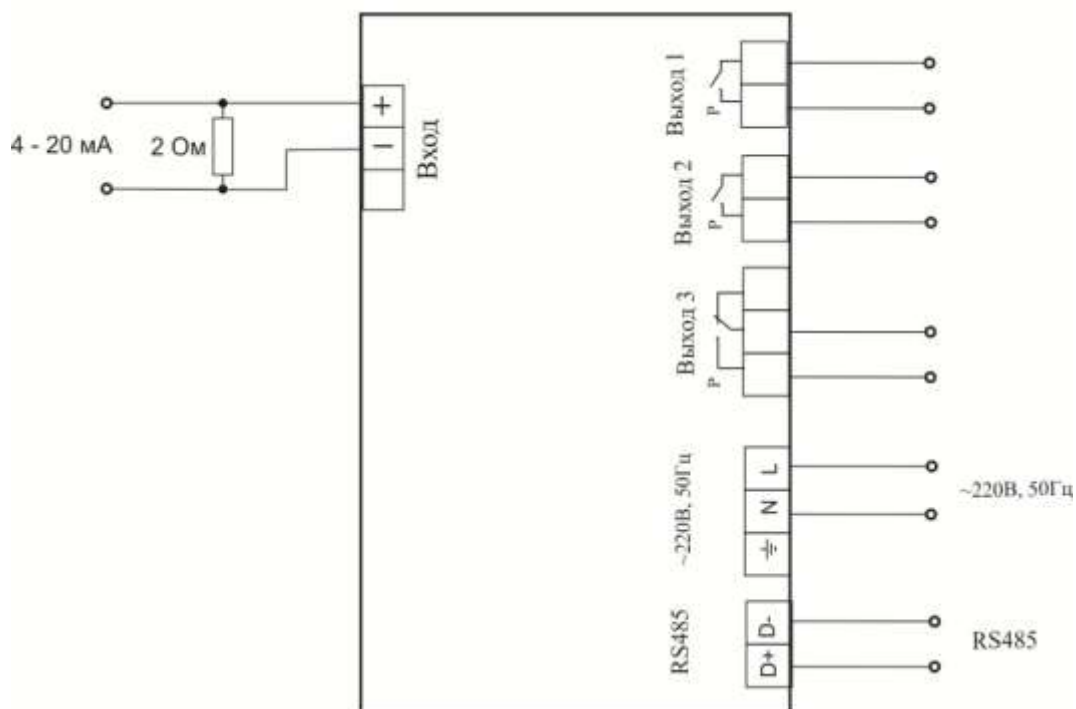 4 - 20 мА
2 Ом
+
–
Вход
Выход 1
P
Выход 2
P
Выход 3
P
~220В, 50Гц
L
N
~220В, 50Гц
RS485
D-
D+
RS485